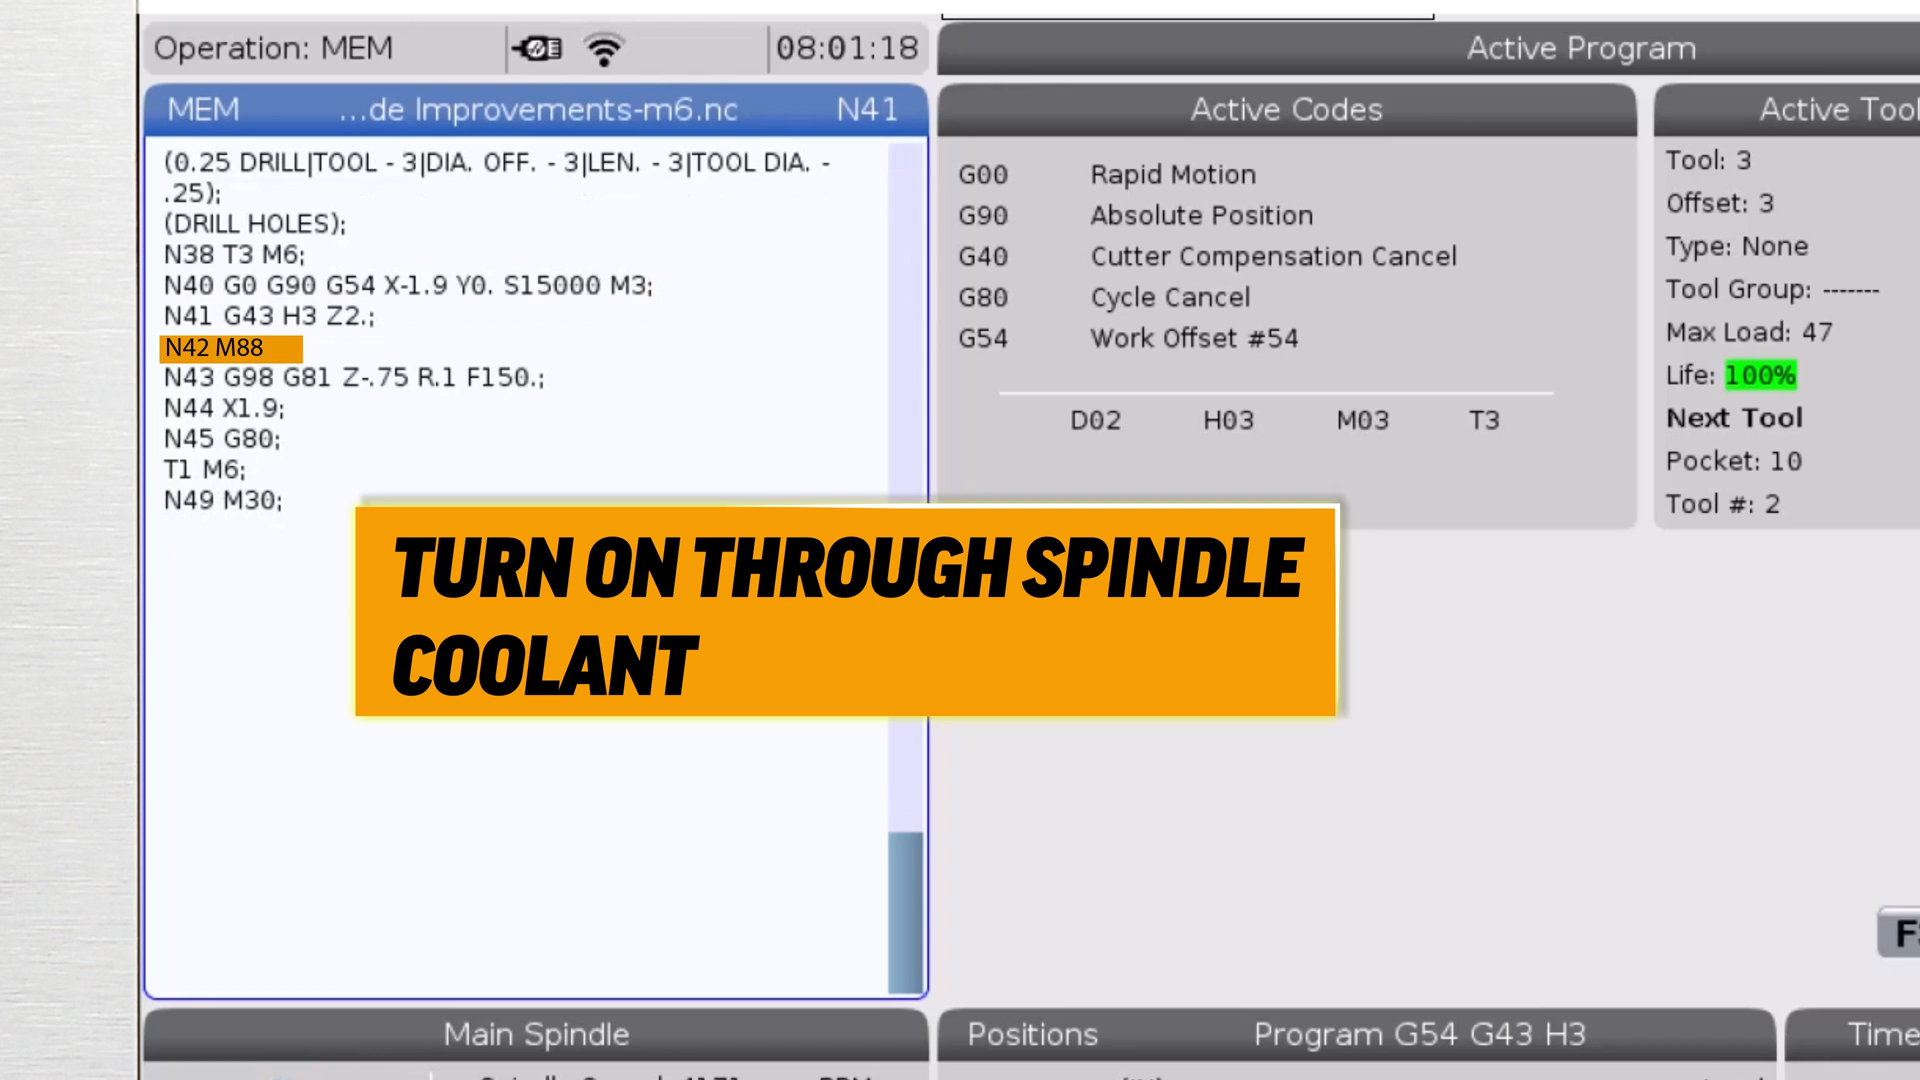 Operation: MEM
08:01:18
Active Program
MEM ...de Improvements-m6.nc N41
(0.25 DRILL|TOOL - 3|DIA. OFF. - 3|LEN. - 3|TOOL DIA. -
.25);
(DRILL HOLES);
N38 T3 M6;
N40 G0 G90 G54 X-1.9 Y0. S15000 M3;
N41 G43 H3 Z2.;
N42 M88
N43 G98 G81 Z-.75 R.1 F150.;
N44 X1.9;
N45 G80;
T1 M6;
N49 M30;
Active Codes
G00 Rapid Motion
G90 Absolute Position
G40 Cutter Compensation Cancel
G80 Cycle Cancel
G54 Work Offset #54
D02 H03 M03 T3
Active Tool
Tool: 3
Offset: 3
Type: None
Tool Group: -------
Max Load: 47
Life: 100%
Next Tool
Pocket: 10
Tool #: 2
TURN ON THROUGH SPINDLE
COOLANT
Main Spindle
Positions Program G54 G43 H3
Time